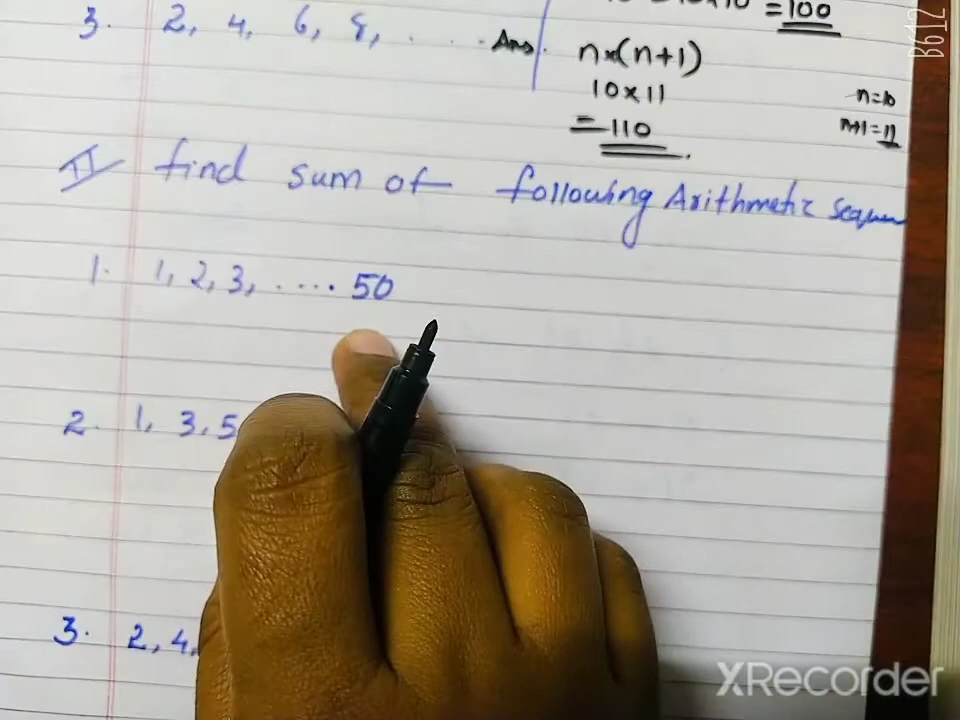 = 100
3. 2, 4, 6, 8, . . . . Ans. n×(n+1)
10×11
= 110
n=10
n+1=11
II find sum of following Arithmetic
1. 1, 2, 3, ..... 50
2. 1, 3, 5
3. 2, 4,
XRecorder
B612